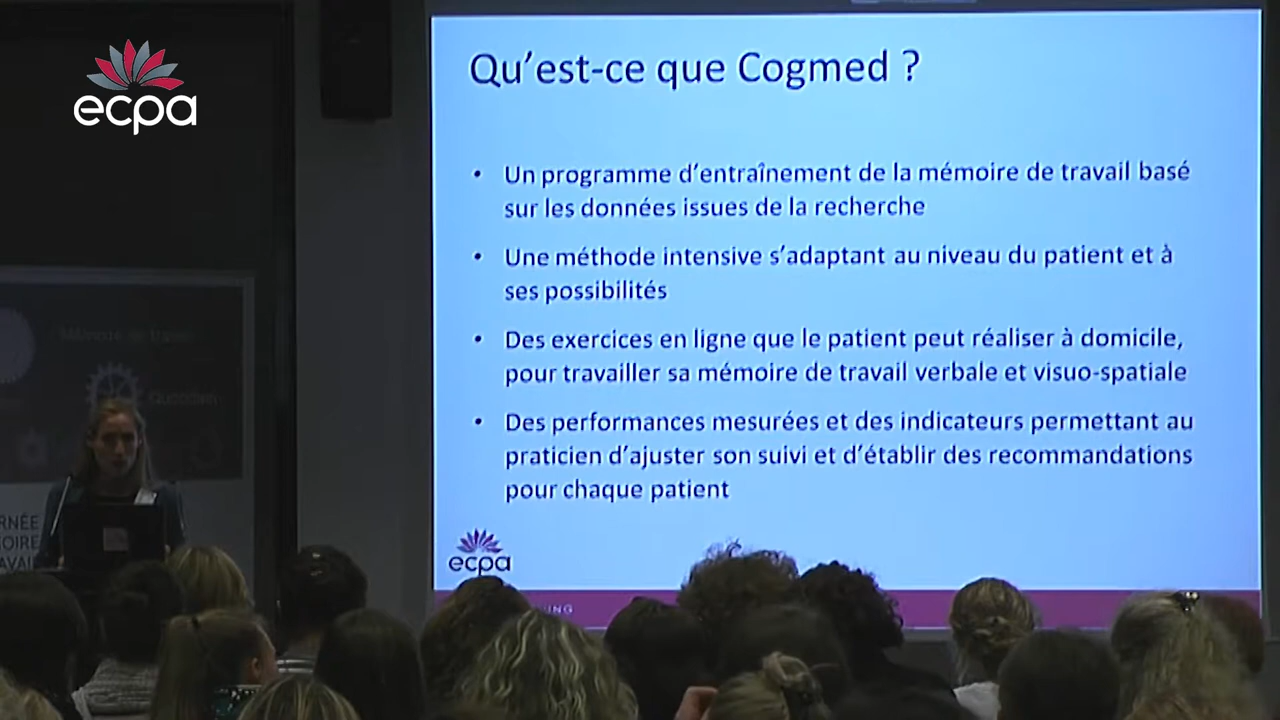 ecpa
Qu'est-ce que Cogmed ?
• Un programme d'entraînement de la mémoire de travail basé
sur les données issues de la recherche
• Une méthode intensive s'adaptant au niveau du patient et à
ses possibilités
• Des exercices en ligne que le patient peut réaliser à domicile,
pour travailler sa mémoire de travail verbale et visuo-spatiale
• Des performances mesurées et des indicateurs permettant au
praticien d'ajuster son suivi et d'établir des recommandations
pour chaque patient
ecpa
Quotidien